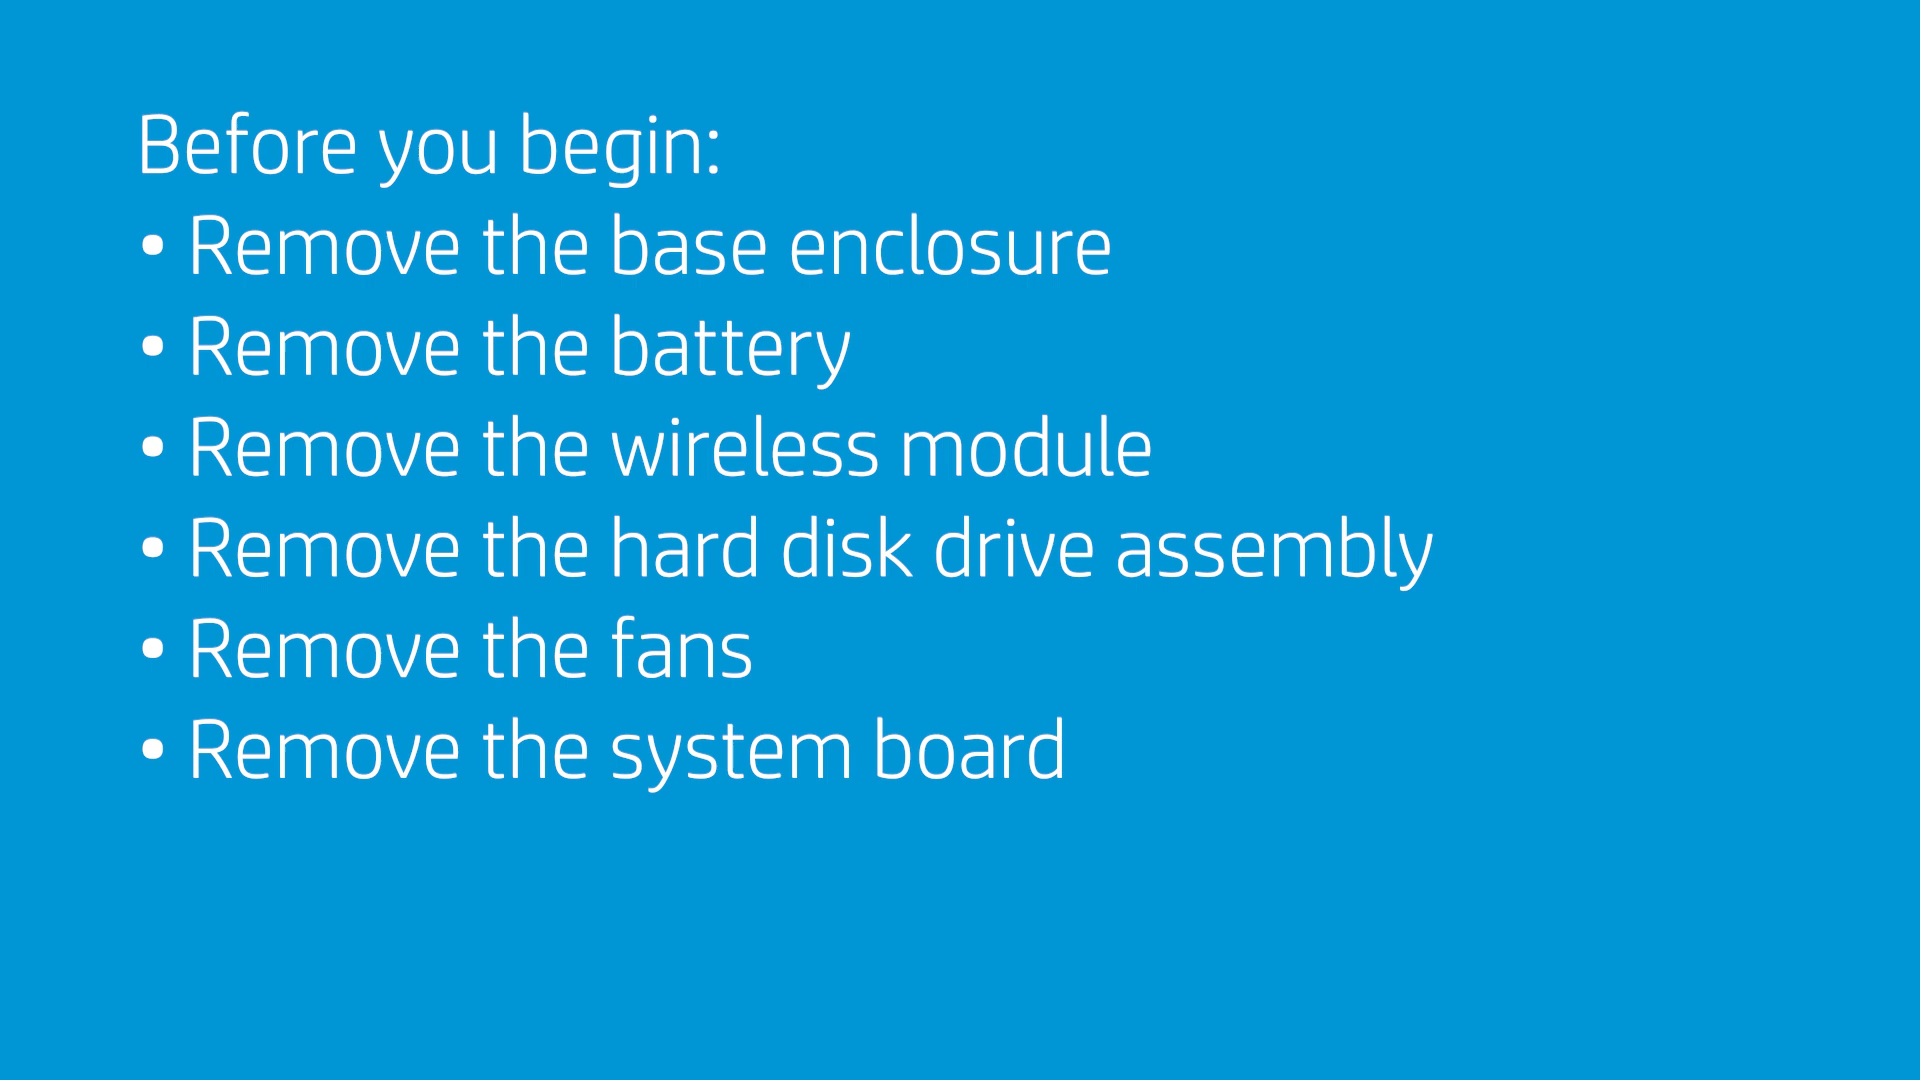 Before you begin:
• Remove the base enclosure
• Remove the battery
• Remove the wireless module
• Remove the hard disk drive assembly
• Remove the fans
• Remove the system board